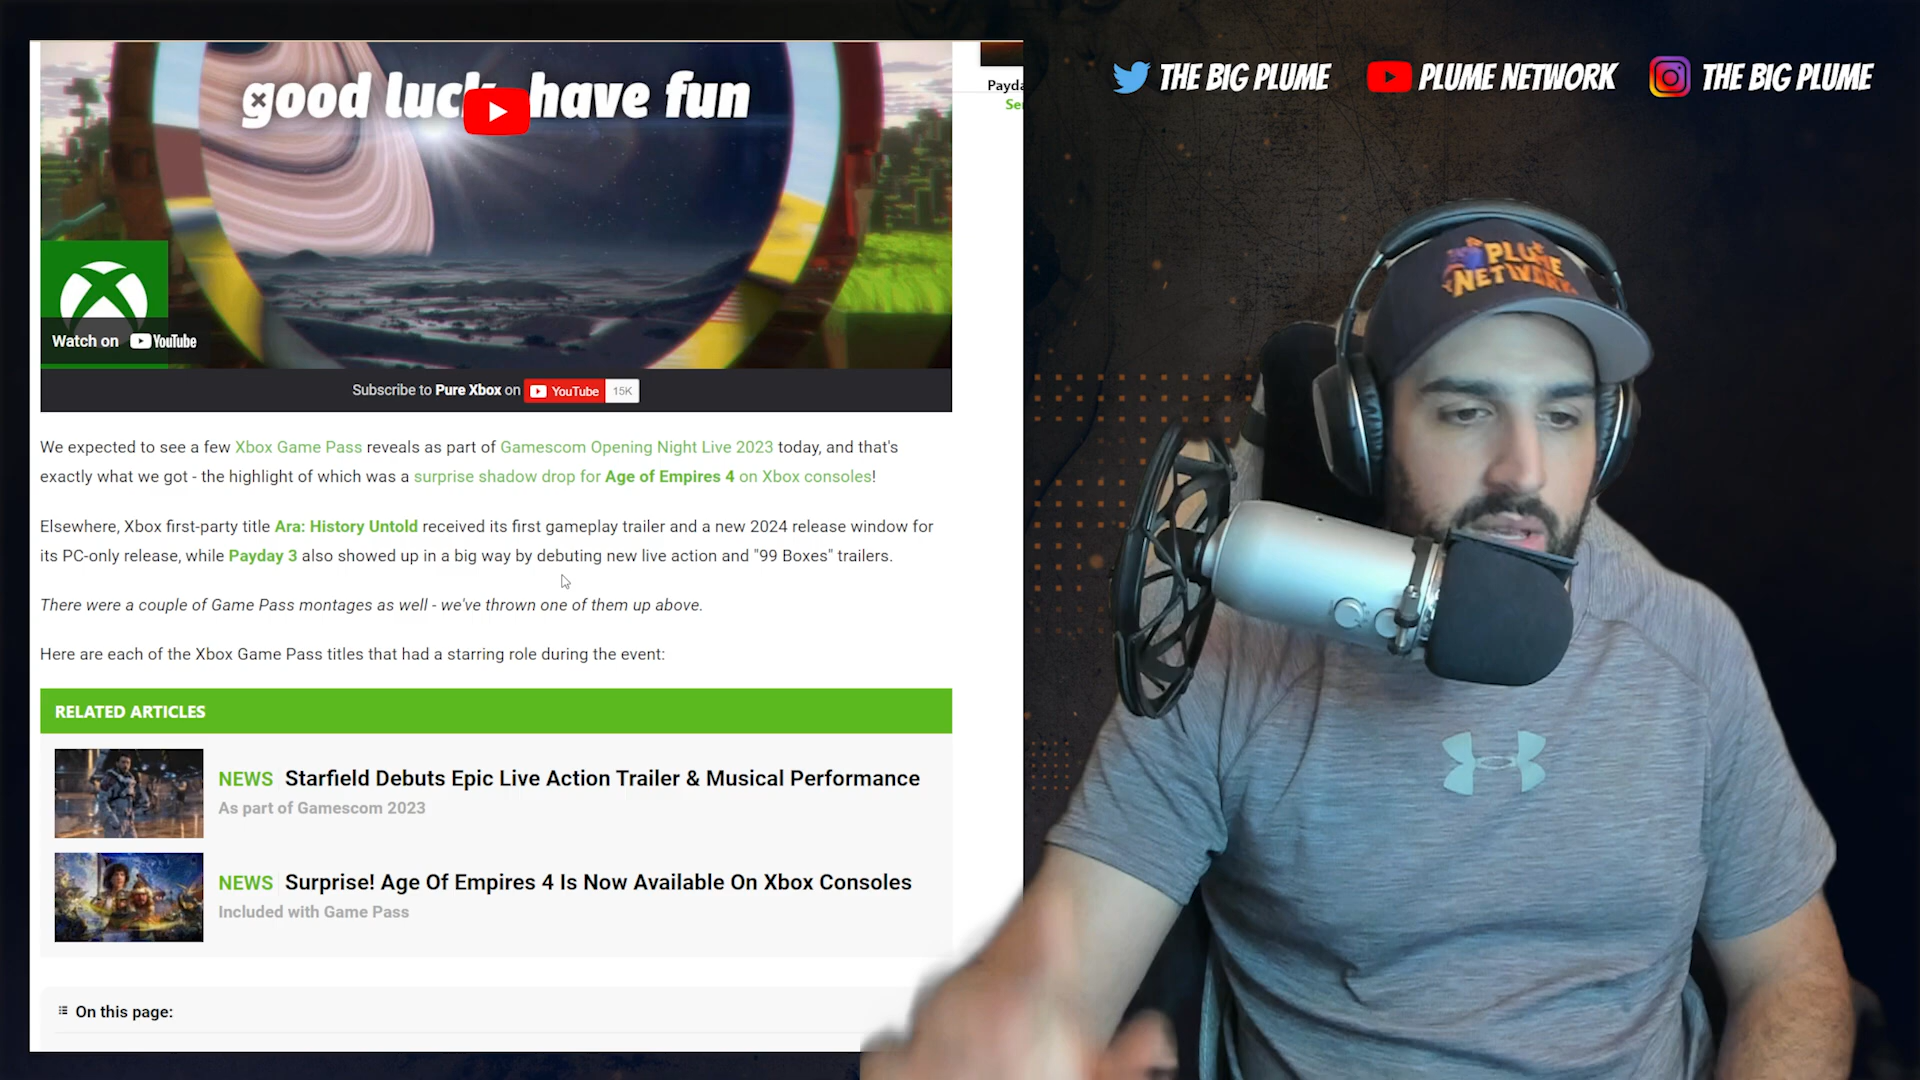 THE BIG PLUME PLUME NETWORK THE BIG PLUME
good luck have fun
Payda
Se
PLUME
NETWORK
Watch on YouTube
Subscribe to Pure Xbox on YouTube 15K
We expected to see a few Xbox Game Pass reveals as part of Gamescom Opening Night Live 2023 today, and that's
exactly what we got - the highlight of which was a surprise shadow drop for Age of Empires 4 on Xbox consoles!
Elsewhere, Xbox first-party title Ara: History Untold received its first gameplay trailer and a new 2024 release window for
its PC-only release, while Payday 3 also showed up in a big way by debuting new live action and "99 Boxes" trailers.
There were a couple of Game Pass montages as well - we've thrown one of them up above.
Here are each of the Xbox Game Pass titles that had a starring role during the event:
RELATED ARTICLES
NEWS Starfield Debuts Epic Live Action Trailer & Musical Performance
As part of Gamescom 2023
NEWS Surprise! Age Of Empires 4 Is Now Available On Xbox Consoles
Included with Game Pass
On this page: